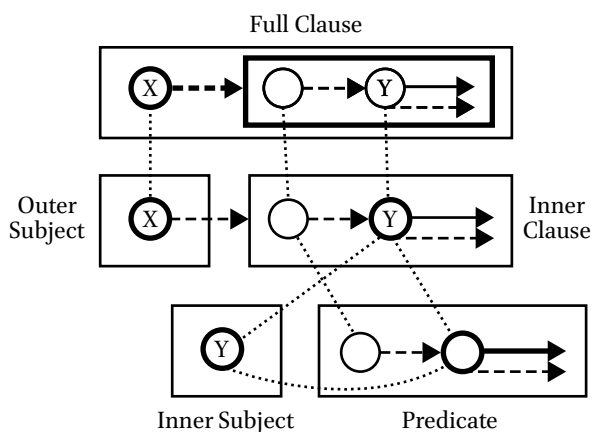 Full Clause
X
Y
Outer
Subject
X
Y
Inner
Clause
Y
Inner Subject
Predicate